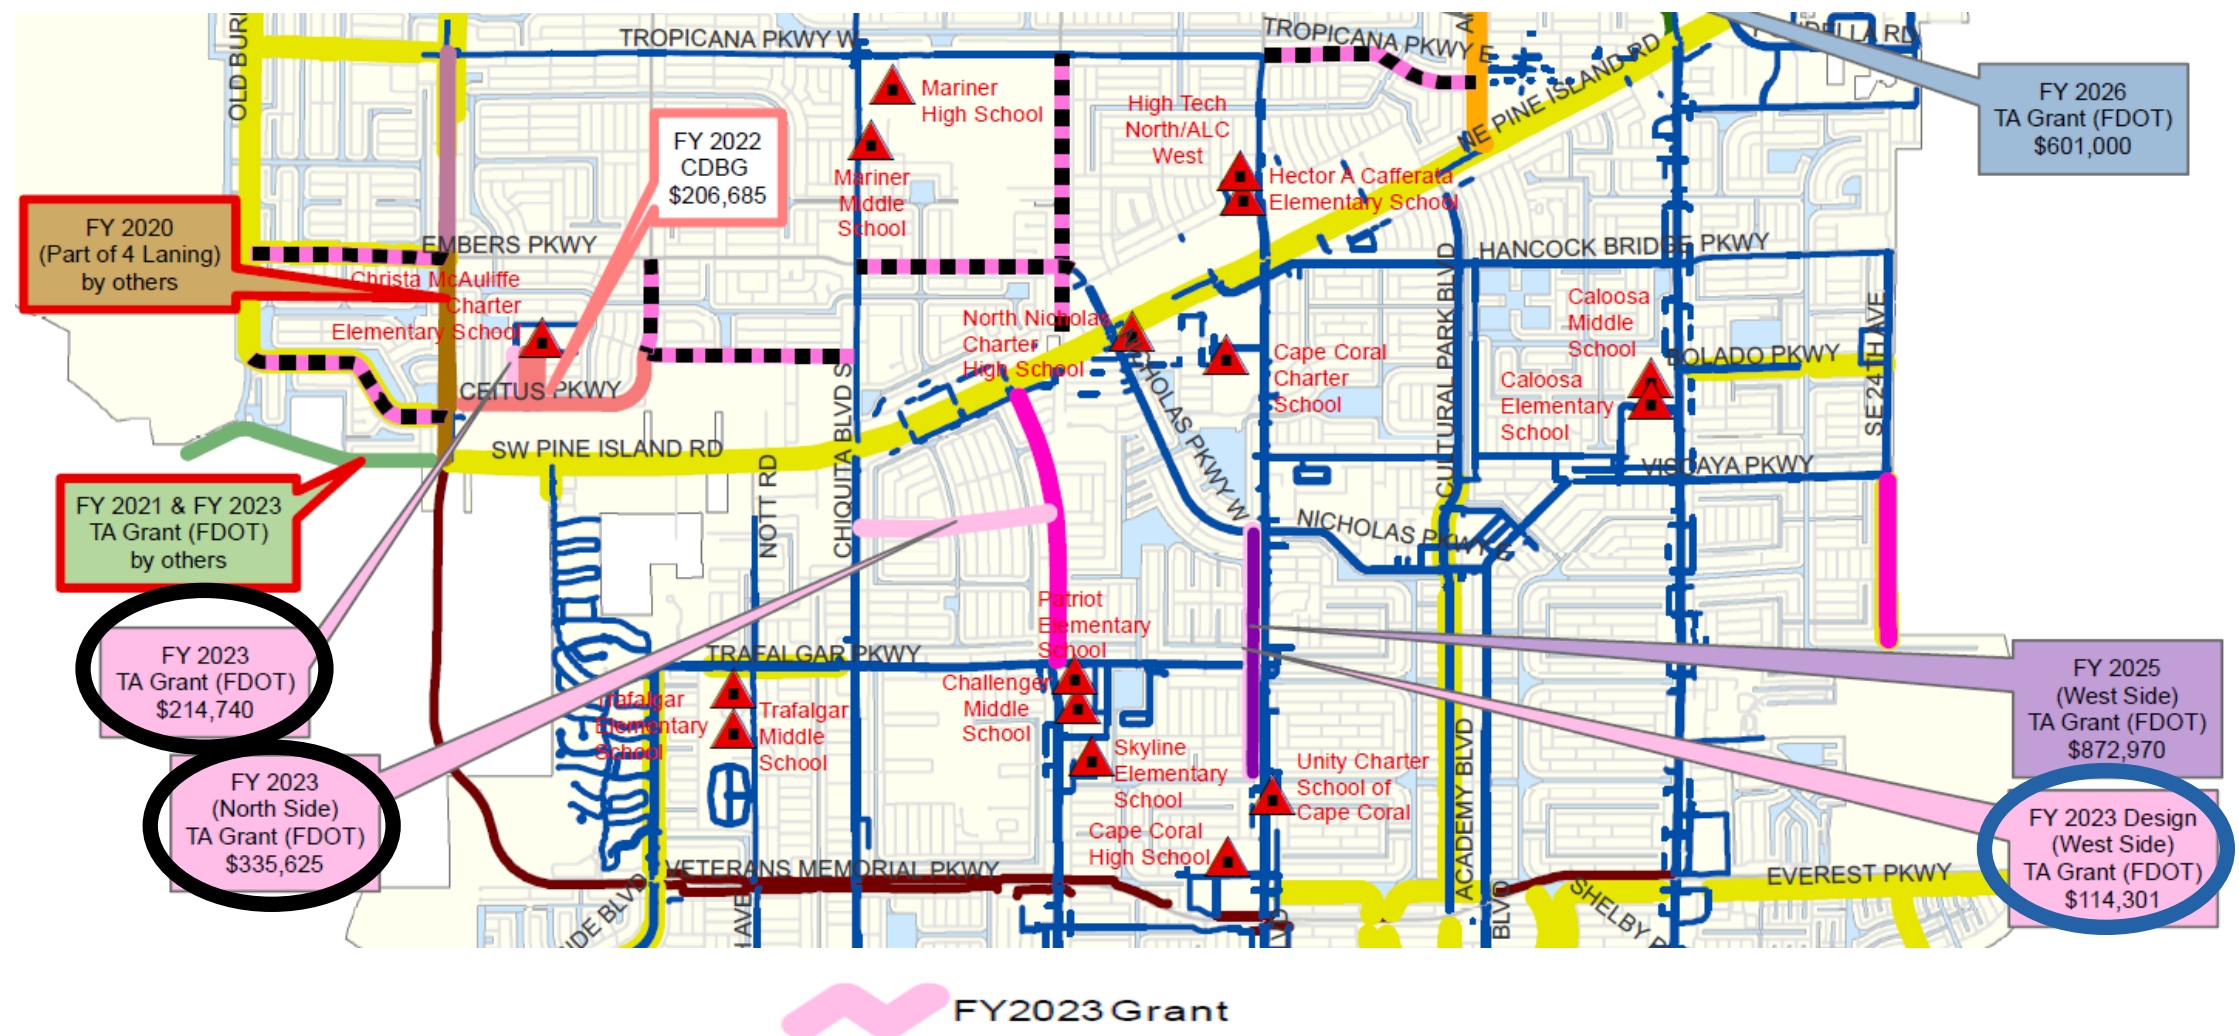 TROPICANA PKWY W
TROPICANA PKWY E
NE PINE ISLAND RD
OLD BUR
Mariner
High School
High Tech
North/ALC
West
FY 2026
TA Grant (FDOT)
$601,000
FY 2022
CDBG
$206,685
Mariner
Middle
School
Hector A Cafferata
Elementary School
FY 2020
(Part of 4 Laning)
by others
EMBERS PKWY
HANCOCK BRIDGE PKWY
Christa McAuliffe
Charter
Elementary School
North Nicholas
Charter
High School
Cape Coral
Charter
School
Caloosa
Middle
School
Caloosa
Elementary
School
BOLADO PKWY
SE 24TH AVE
CEITUS PKWY
CHIQUITA BLVD S
CULTURAL PARK BLVD
SW PINE ISLAND RD
NOTT RD
VISCAYA PKWY
NICHOLAS PKWY W
NICHOLAS PKWY E
FY 2021 & FY 2023
TA Grant (FDOT)
by others
Patriot
Elementary
School
FY 2023
TA Grant (FDOT)
$214,740
TRAFALGAR PKWY
Trafalgar
Elementary
School
Trafalgar
Middle
School
Challenger
Middle
School
FY 2025
(West Side)
TA Grant (FDOT)
$872,970
FY 2023
(North Side)
TA Grant (FDOT)
$335,625
Skyline
Elementary
School
Unity Charter
School of
Cape Coral
ACADEMY BLVD
FY 2023 Design
(West Side)
TA Grant (FDOT)
$114,301
Cape Coral
High School
VETERANS MEMORIAL PKWY
EVEREST PKWY
IDE BLVD
AVE
BLVD
SHELBY P
FY2023 Grant